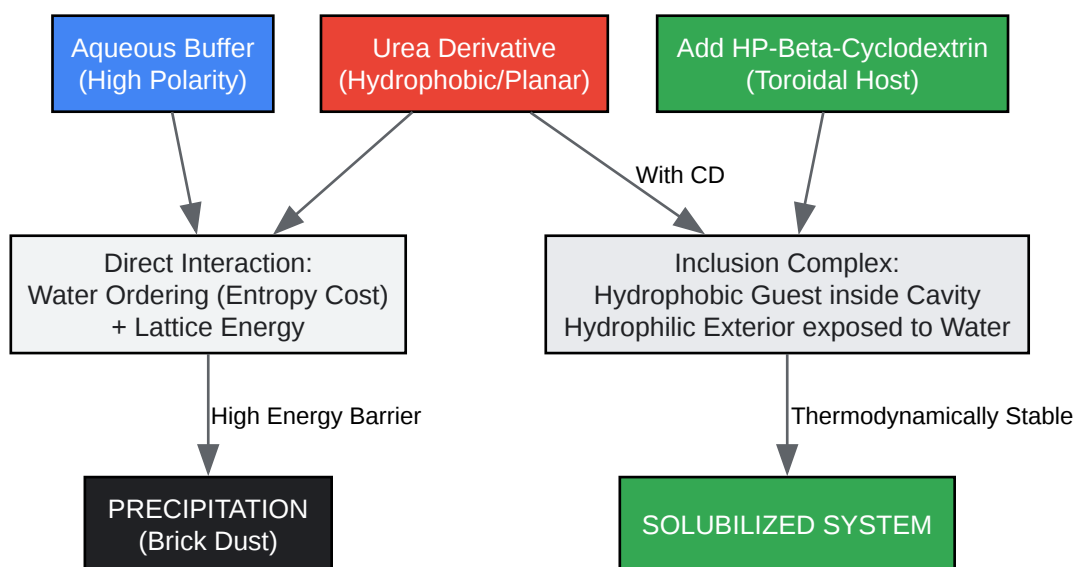 Aqueous Buffer
(High Polarity)
Urea Derivative
(Hydrophobic/Planar)
Add HP-Beta-Cyclodextrin
(Toroidal Host)
With CD
Direct Interaction:
Water Ordering (Entropy Cost)
+ Lattice Energy
Inclusion Complex:
Hydrophobic Guest inside Cavity
Hydrophilic Exterior exposed to Water
High Energy Barrier
Thermodynamically Stable
PRECIPITATION
(Brick Dust)
SOLUBILIZED SYSTEM